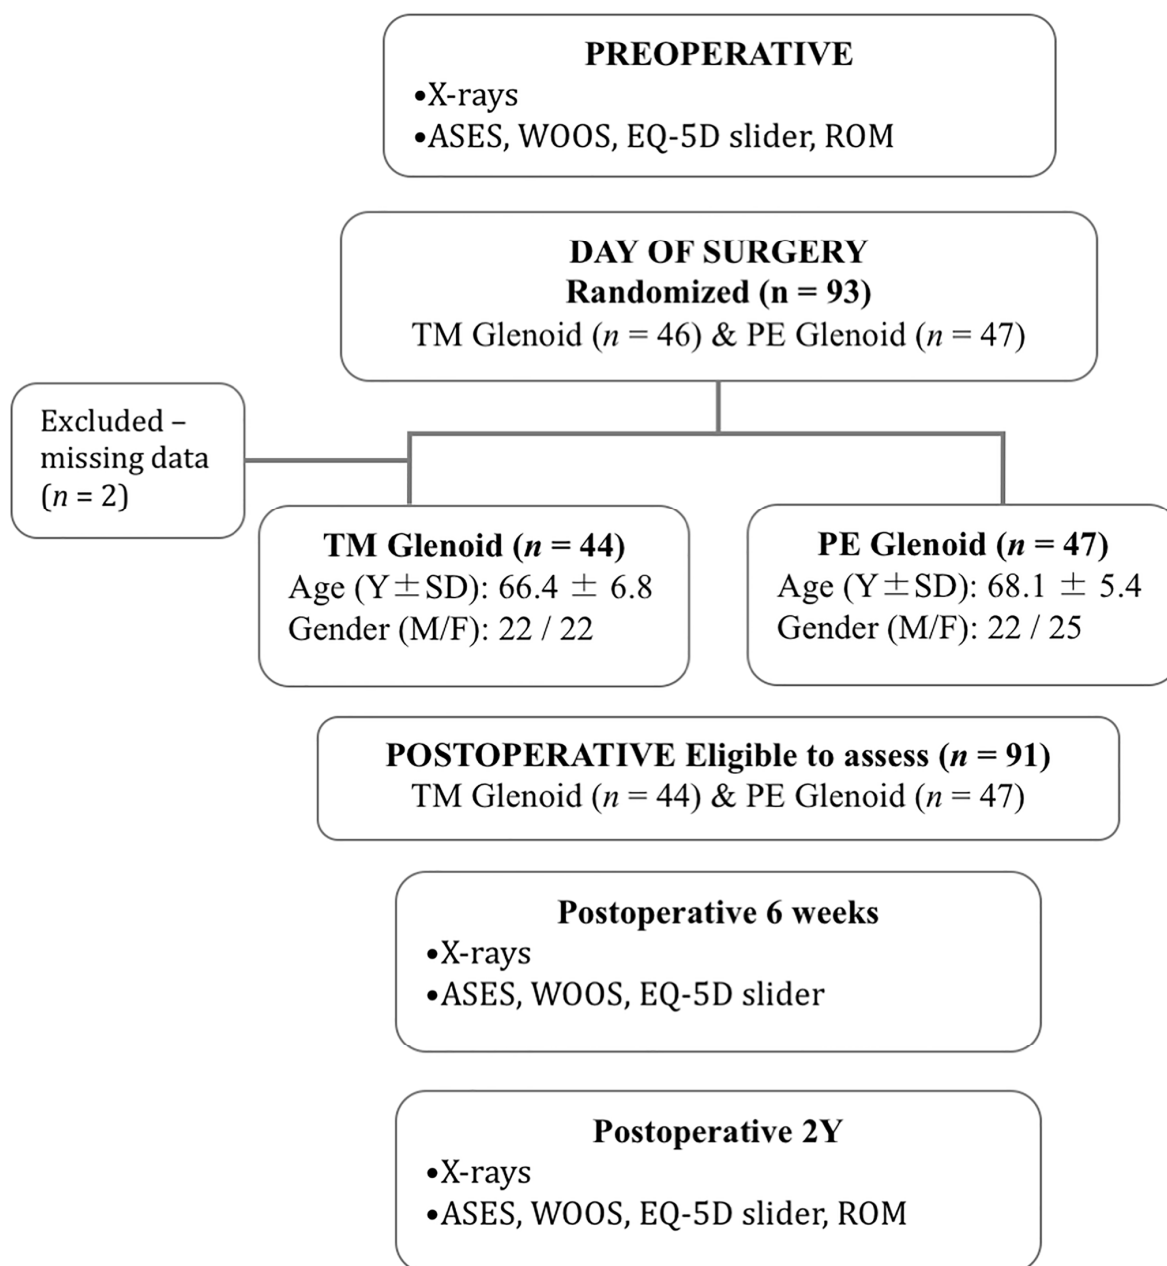 PREOPERATIVE
•X-rays
•ASES, WOOS, EQ-5D slider, ROM
DAY OF SURGERY
Randomized (n = 93)
TM Glenoid (n = 46) & PE Glenoid (n = 47)
Excluded –
missing data
(n = 2)
TM Glenoid (n = 44)
Age (Y±SD): 66.4 ± 6.8
Gender (M/F): 22 / 22
PE Glenoid (n = 47)
Age (Y±SD): 68.1 ± 5.4
Gender (M/F): 22 / 25
POSTOPERATIVE Eligible to assess (n = 91)
TM Glenoid (n = 44) & PE Glenoid (n = 47)
Postoperative 6 weeks
•X-rays
•ASES, WOOS, EQ-5D slider
Postoperative 2Y
•X-rays
•ASES, WOOS, EQ-5D slider, ROM